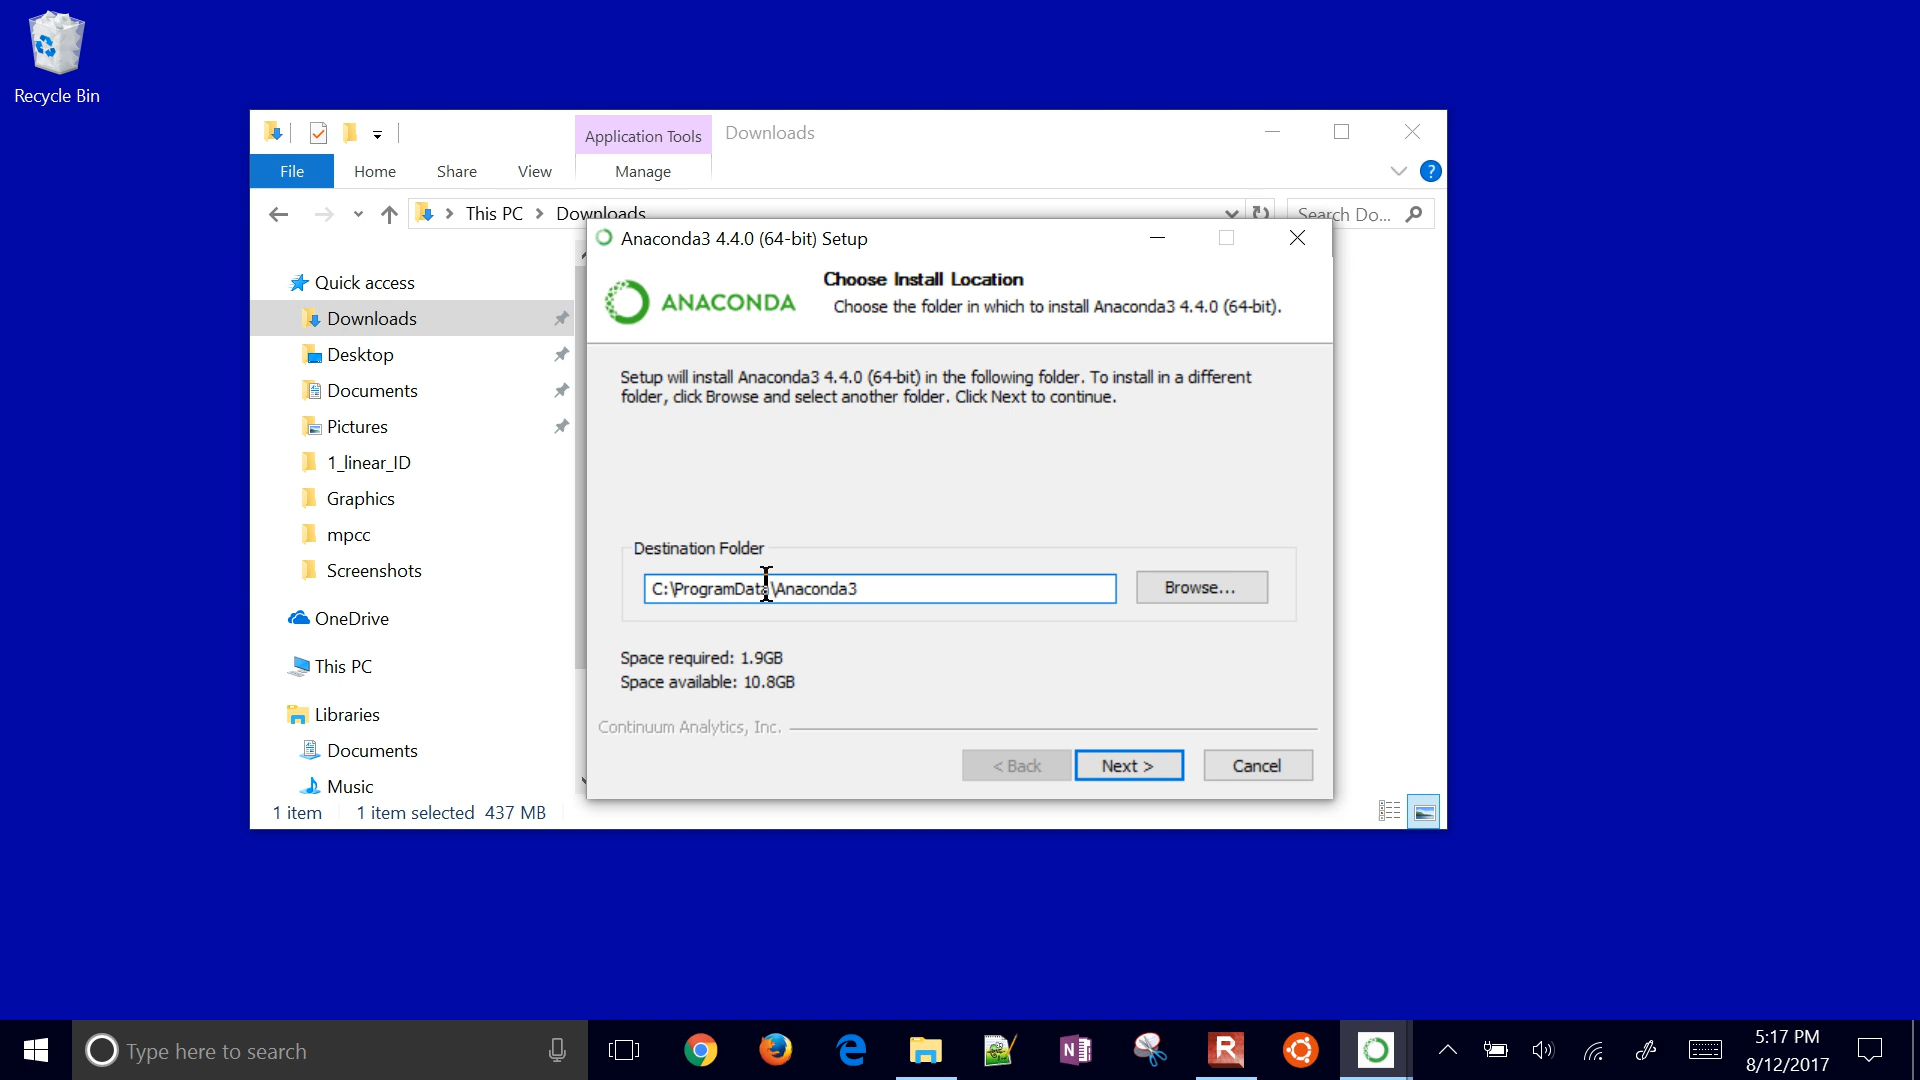 Recycle Bin
Application Tools
Downloads
File
Home
Share
View
Manage
?
This PC
Downloads
Search Do...
Anaconda3 4.4.0 (64-bit) Setup
ANACONDA
Choose Install Location
Choose the folder in which to install Anaconda3 4.4.0 (64-bit).
Setup will install Anaconda3 4.4.0 (64-bit) in the following folder. To install in a different
folder, click Browse and select another folder. Click Next to continue.
Destination Folder
C:\ProgramData\Anaconda3
Browse...
Space required: 1.9GB
Space available: 10.8GB
Continuum Analytics, Inc.
< Back
Next >
Cancel
Quick access
Downloads
Desktop
Documents
Pictures
1_linear_ID
Graphics
mpcc
Screenshots
OneDrive
This PC
Libraries
Documents
Music
1 item
1 item selected 437 MB
Type here to search
N
R
5:17 PM
8/12/2017